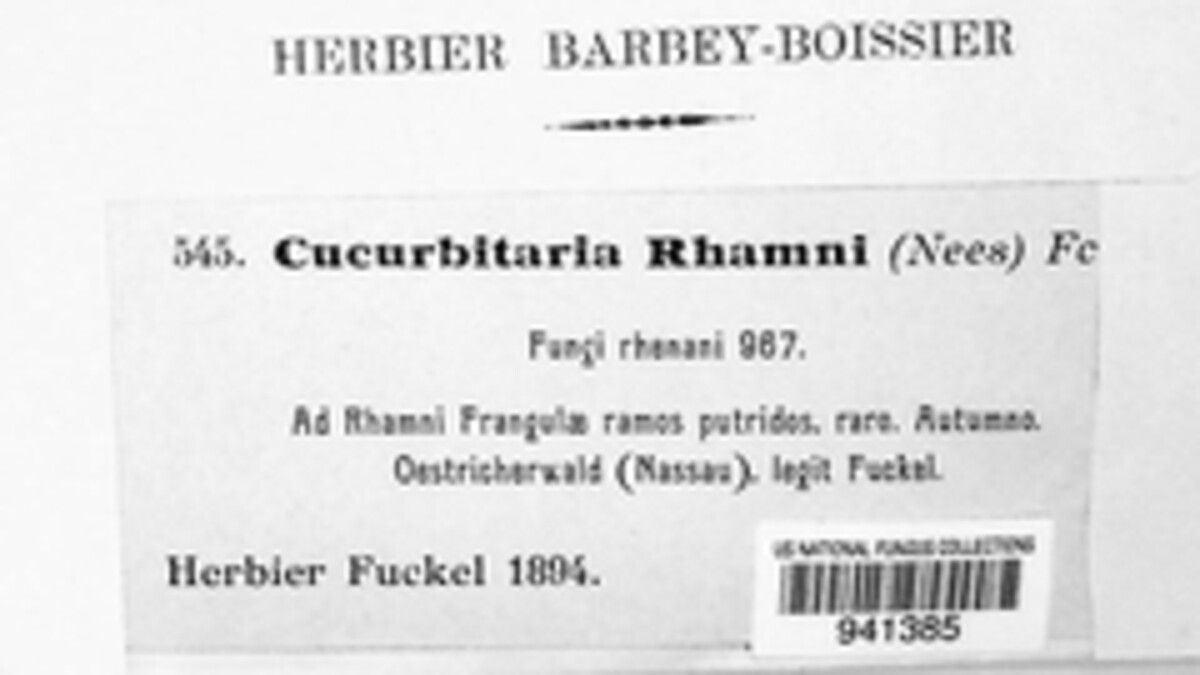 HERBIER BARBEY-BOISSIER
545. Cucurbitaria Rhamni (Nees) Fc
Fungi rhenani 967.
Ad Rhamni Frangulæ ramos putridos, raro. Autumno.
Oestricherwald (Nassau). legit Fuckel.
Herbier Fuckel 1894.
US NATIONAL FUNGUS COLLECTIONS
941385